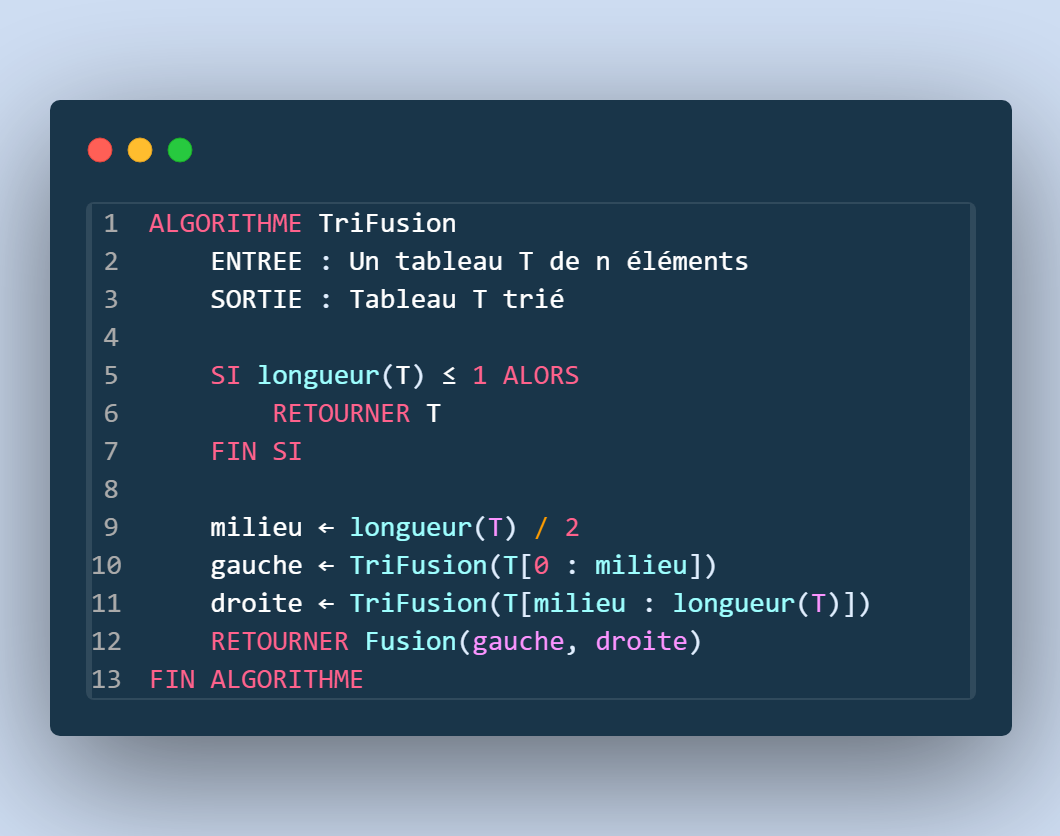 1 ALGORITHME TriFusion
2 ENTREE : Un tableau T de n éléments
3 SORTIE : Tableau T trié
4
5 SI longueur(T) ≤ 1 ALORS
6 RETOURNER T
7 FIN SI
8
9 milieu ← longueur(T) / 2
10 gauche ← TriFusion(T[0 : milieu])
11 droite ← TriFusion(T[milieu : longueur(T)])
12 RETOURNER Fusion(gauche, droite)
13 FIN ALGORITHME